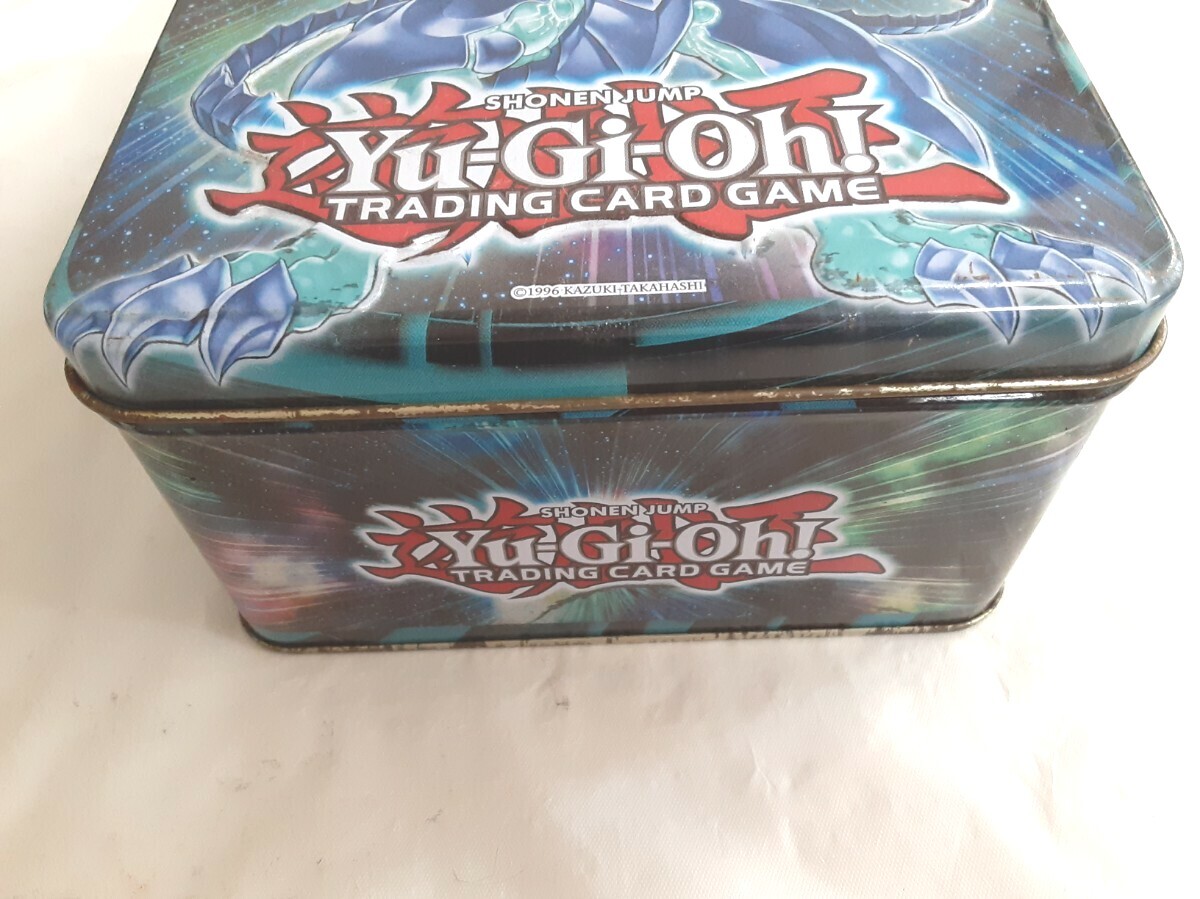 SHONEN JUMP
Yu-Gi-Oh!
TRADING CARD GAME
©1996 KAZUKI TAKAHASHI
SHONEN JUMP
Yu-Gi-Oh!
TRADING CARD GAME